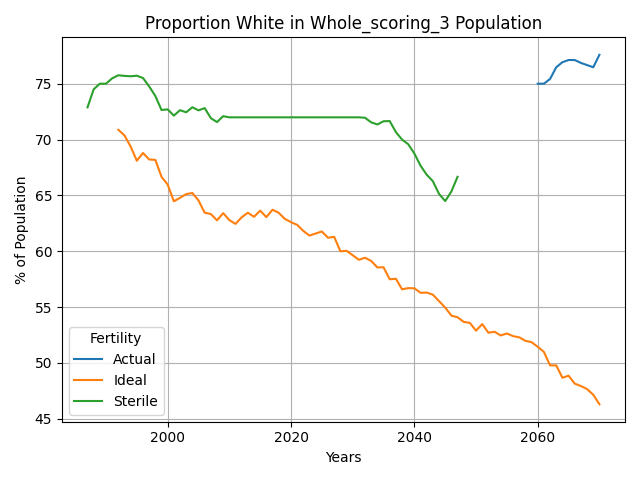 Proportion White in Whole_scoring_3 Population
% of Population
75
70
65
60
55
50
45
Fertility
Actual
Ideal
Sterile
2000
2020
2040
2060
Years